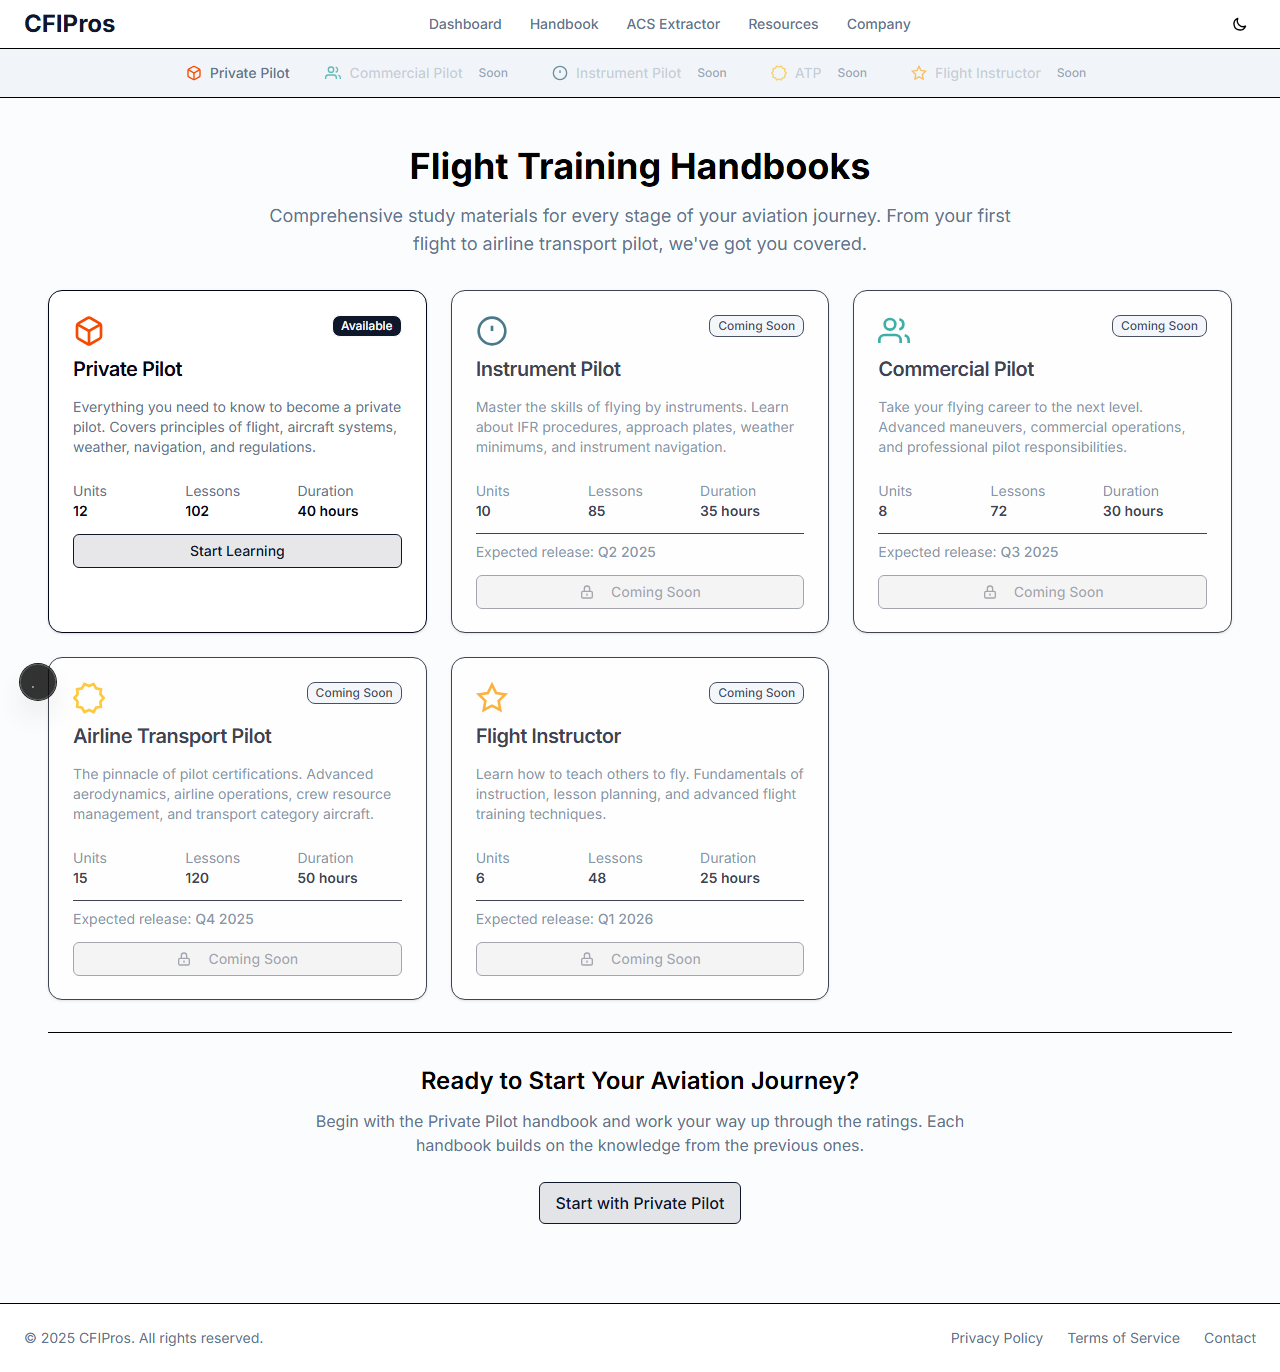 CFIPros
Dashboard Handbook ACS Extractor Resources Company
Private Pilot Commercial Pilot Soon Instrument Pilot Soon ATP Soon Flight Instructor Soon
Flight Training Handbooks
Comprehensive study materials for every stage of your aviation journey. From your first
flight to airline transport pilot, we've got you covered.
Available
Private Pilot
Everything you need to know to become a private
pilot. Covers principles of flight, aircraft systems,
weather, navigation, and regulations.
Units Lessons Duration
12 102 40 hours
Start Learning
Coming Soon
Instrument Pilot
Master the skills of flying by instruments. Learn
about IFR procedures, approach plates, weather
minimums, and instrument navigation.
Units Lessons Duration
10 85 35 hours
Expected release: Q2 2025
Coming Soon
Coming Soon
Commercial Pilot
Take your flying career to the next level.
Advanced maneuvers, commercial operations,
and professional pilot responsibilities.
Units Lessons Duration
8 72 30 hours
Expected release: Q3 2025
Coming Soon
Coming Soon
Airline Transport Pilot
The pinnacle of pilot certifications. Advanced
aerodynamics, airline operations, crew resource
management, and transport category aircraft.
Units Lessons Duration
15 120 50 hours
Expected release: Q4 2025
Coming Soon
Coming Soon
Flight Instructor
Learn how to teach others to fly. Fundamentals of
instruction, lesson planning, and advanced flight
training techniques.
Units Lessons Duration
6 48 25 hours
Expected release: Q1 2026
Coming Soon
Ready to Start Your Aviation Journey?
Begin with the Private Pilot handbook and work your way up through the ratings. Each
handbook builds on the knowledge from the previous ones.
Start with Private Pilot
© 2025 CFIPros. All rights reserved.
Privacy Policy Terms of Service Contact